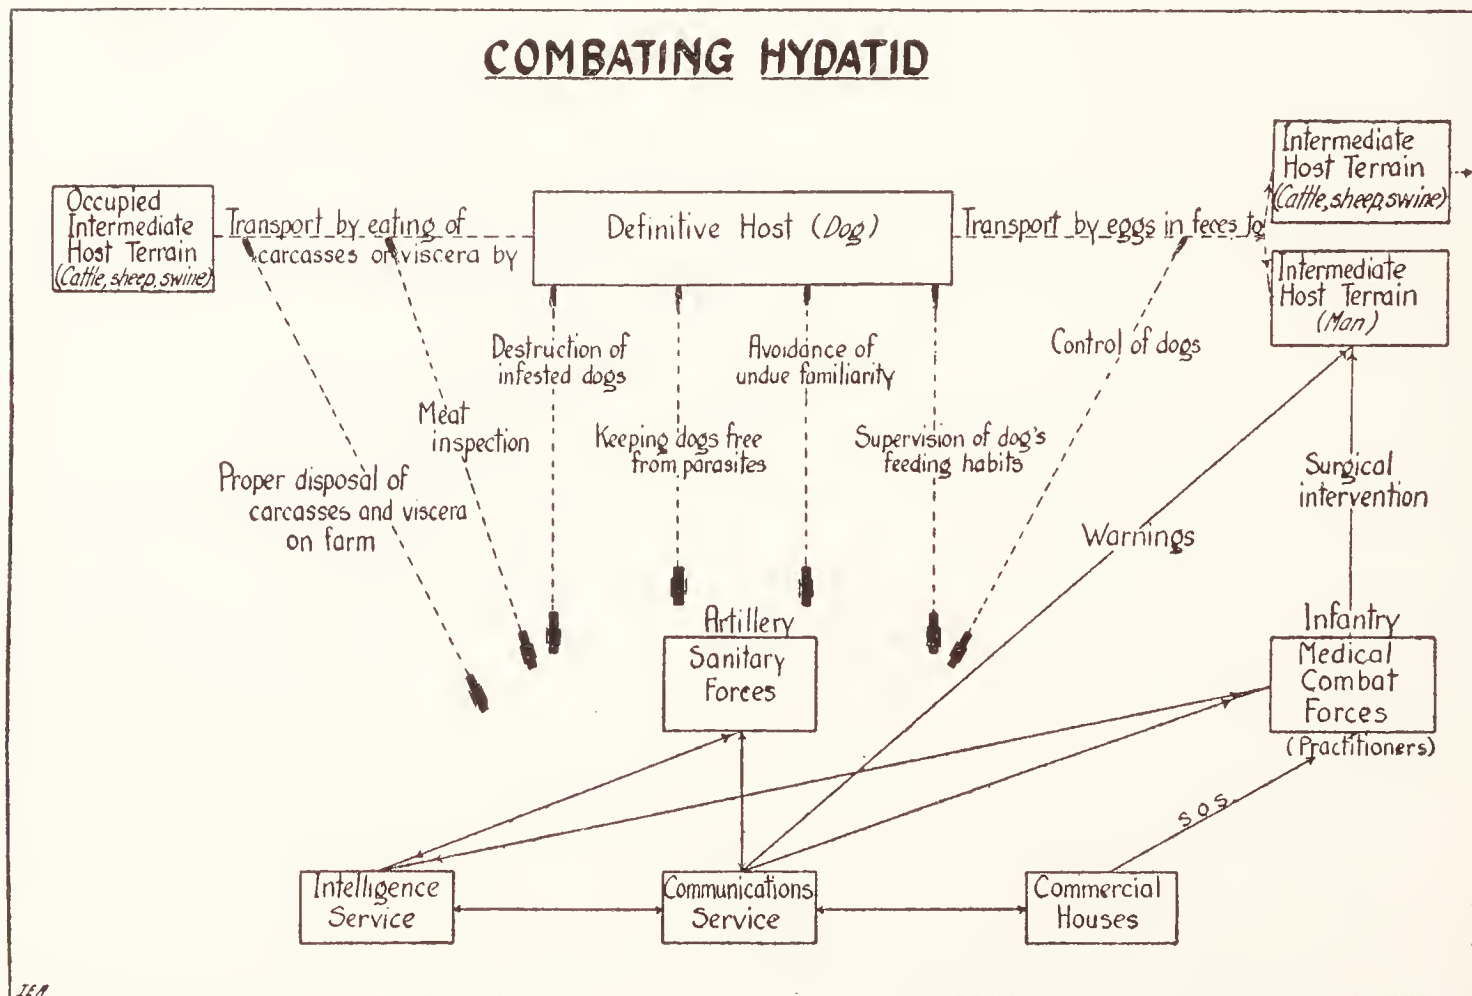 COMBATING HYDATID
Occupied
Intermediate
Host Terrain
(Cattle, sheep, swine)
Transport by eating of
carcasses or viscera by
Definitive Host (Dog)
Transport by eggs in feces to
Intermediate
Host Terrain
(Cattle, sheep, swine)
Intermediate
Host Terrain
(Man)
Destruction of
infested dogs
Avoidance of
undue familiarity
Control of dogs
Meat
inspection
Keeping dogs free
from parasites
Supervision of dog's
feeding habits
Proper disposal of
carcasses and viscera
on farm
Surgical
intervention
Warnings
Artillery
Sanitary
Forces
Infantry
Medical
Combat
Forces
(Practitioners)
S O S
Intelligence
Service
Communications
Service
Commercial
Houses